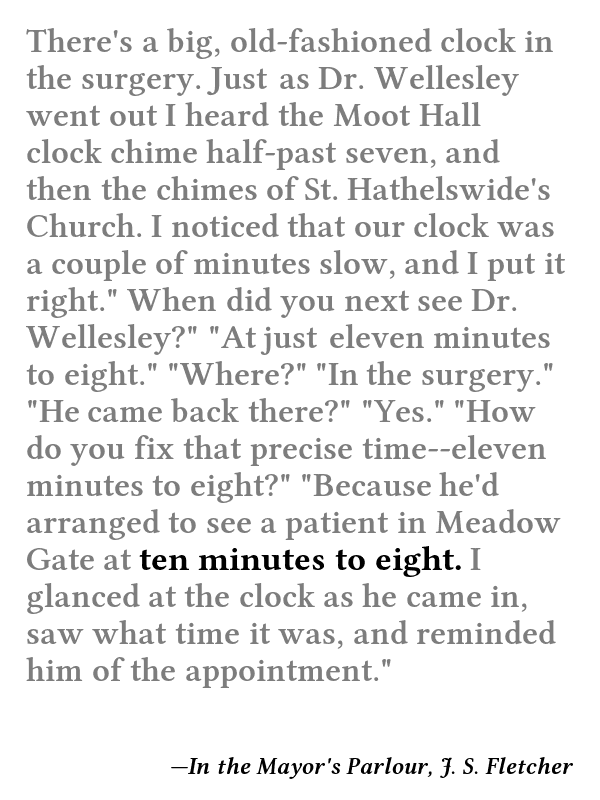 There's a big, old-fashioned clock in
the surgery. Just as Dr. Wellesley
went out I heard the Moot Hall
clock chime half-past seven, and
then the chimes of St. Hathelswide's
Church. I noticed that our clock was
a couple of minutes slow, and I put it
right." When did you next see Dr.
Wellesley?" "At just eleven minutes
to eight." "Where?" "In the surgery."
"He came back there?" "Yes." "How
do you fix that precise time--eleven
minutes to eight?" "Because he'd
arranged to see a patient in Meadow
Gate at ten minutes to eight. I
glanced at the clock as he came in,
saw what time it was, and reminded
him of the appointment."
—In the Mayor's Parlour, J. S. Fletcher